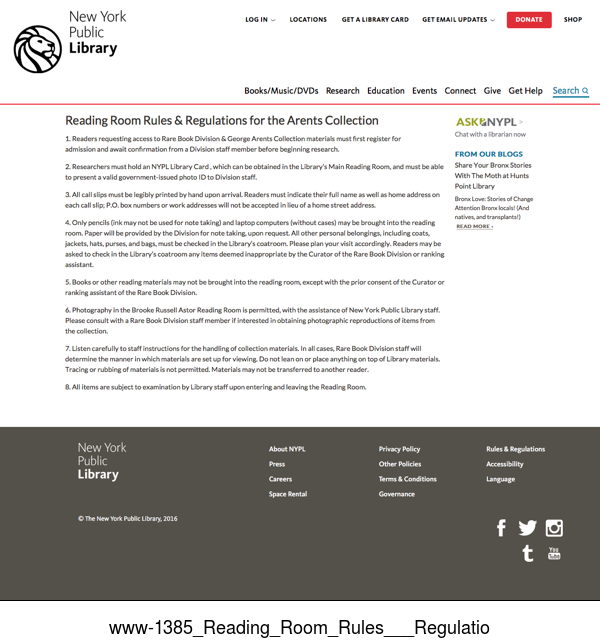 New York
Public
Library
LOG IN
LOCATIONS
GET A LIBRARY CARD
GET EMAIL UPDATES
DONATE
SHOP
Books/Music/DVDs Research Education Events Connect Give Get Help Search
Reading Room Rules & Regulations for the Arents Collection
1. Readers requesting access to Rare Book Division & George Arents Collection materials must first register for
admission and await confirmation from a Division staff member before beginning research.
2. Researchers must hold an NYPL Library Card , which can be obtained in the Library's Main Reading Room, and must be able
to present a valid government-issued photo ID to Division staff.
3. All call slips must be legibly printed by hand upon arrival. Readers must indicate their full name as well as home address on
each call slip; P.O. box numbers or work addresses will not be accepted in lieu of a home street address.
4. Only pencils (ink may not be used for note taking) and laptop computers (without cases) may be brought into the reading
room. Paper will be provided by the Division for note taking, upon request. All other personal belongings, including coats,
jackets, hats, purses, and bags, must be checked in the Library's coatroom. Please plan your visit accordingly. Readers may be
asked to check in the Library's coatroom any items deemed inappropriate by the Curator of the Rare Book Division or ranking
assistant.
5. Books or other reading materials may not be brought into the reading room, except with the prior consent of the Curator or
ranking assistant of the Rare Book Division.
6. Photography in the Brooke Russell Astor Reading Room is permitted, with the assistance of New York Public Library staff.
Please consult with a Rare Book Division staff member if interested in obtaining photographic reproductions of items from
the collection.
7. Listen carefully to staff instructions for the handling of collection materials. In all cases, Rare Book Division staff will
determine the manner in which materials are set up for viewing. Do not lean on or place anything on top of Library materials.
Tracing or rubbing of materials is not permitted. Materials may not be transferred to another reader.
8. All items are subject to examination by Library staff upon entering and leaving the Reading Room.
ASK NYPL >
Chat with a librarian now
FROM OUR BLOGS
Share Your Bronx Stories
With The Moth at Hunts
Point Library
Bronx Love: Stories of Change
Attention Bronx locals! (And
natives, and transplants!)
READ MORE ›
New York
Public
Library
About NYPL
Press
Careers
Space Rental
Privacy Policy
Other Policies
Terms & Conditions
Governance
Rules & Regulations
Accessibility
Language
© The New York Public Library, 2016
You
Tube
www-1385_Reading_Room_Rules___Regulatio